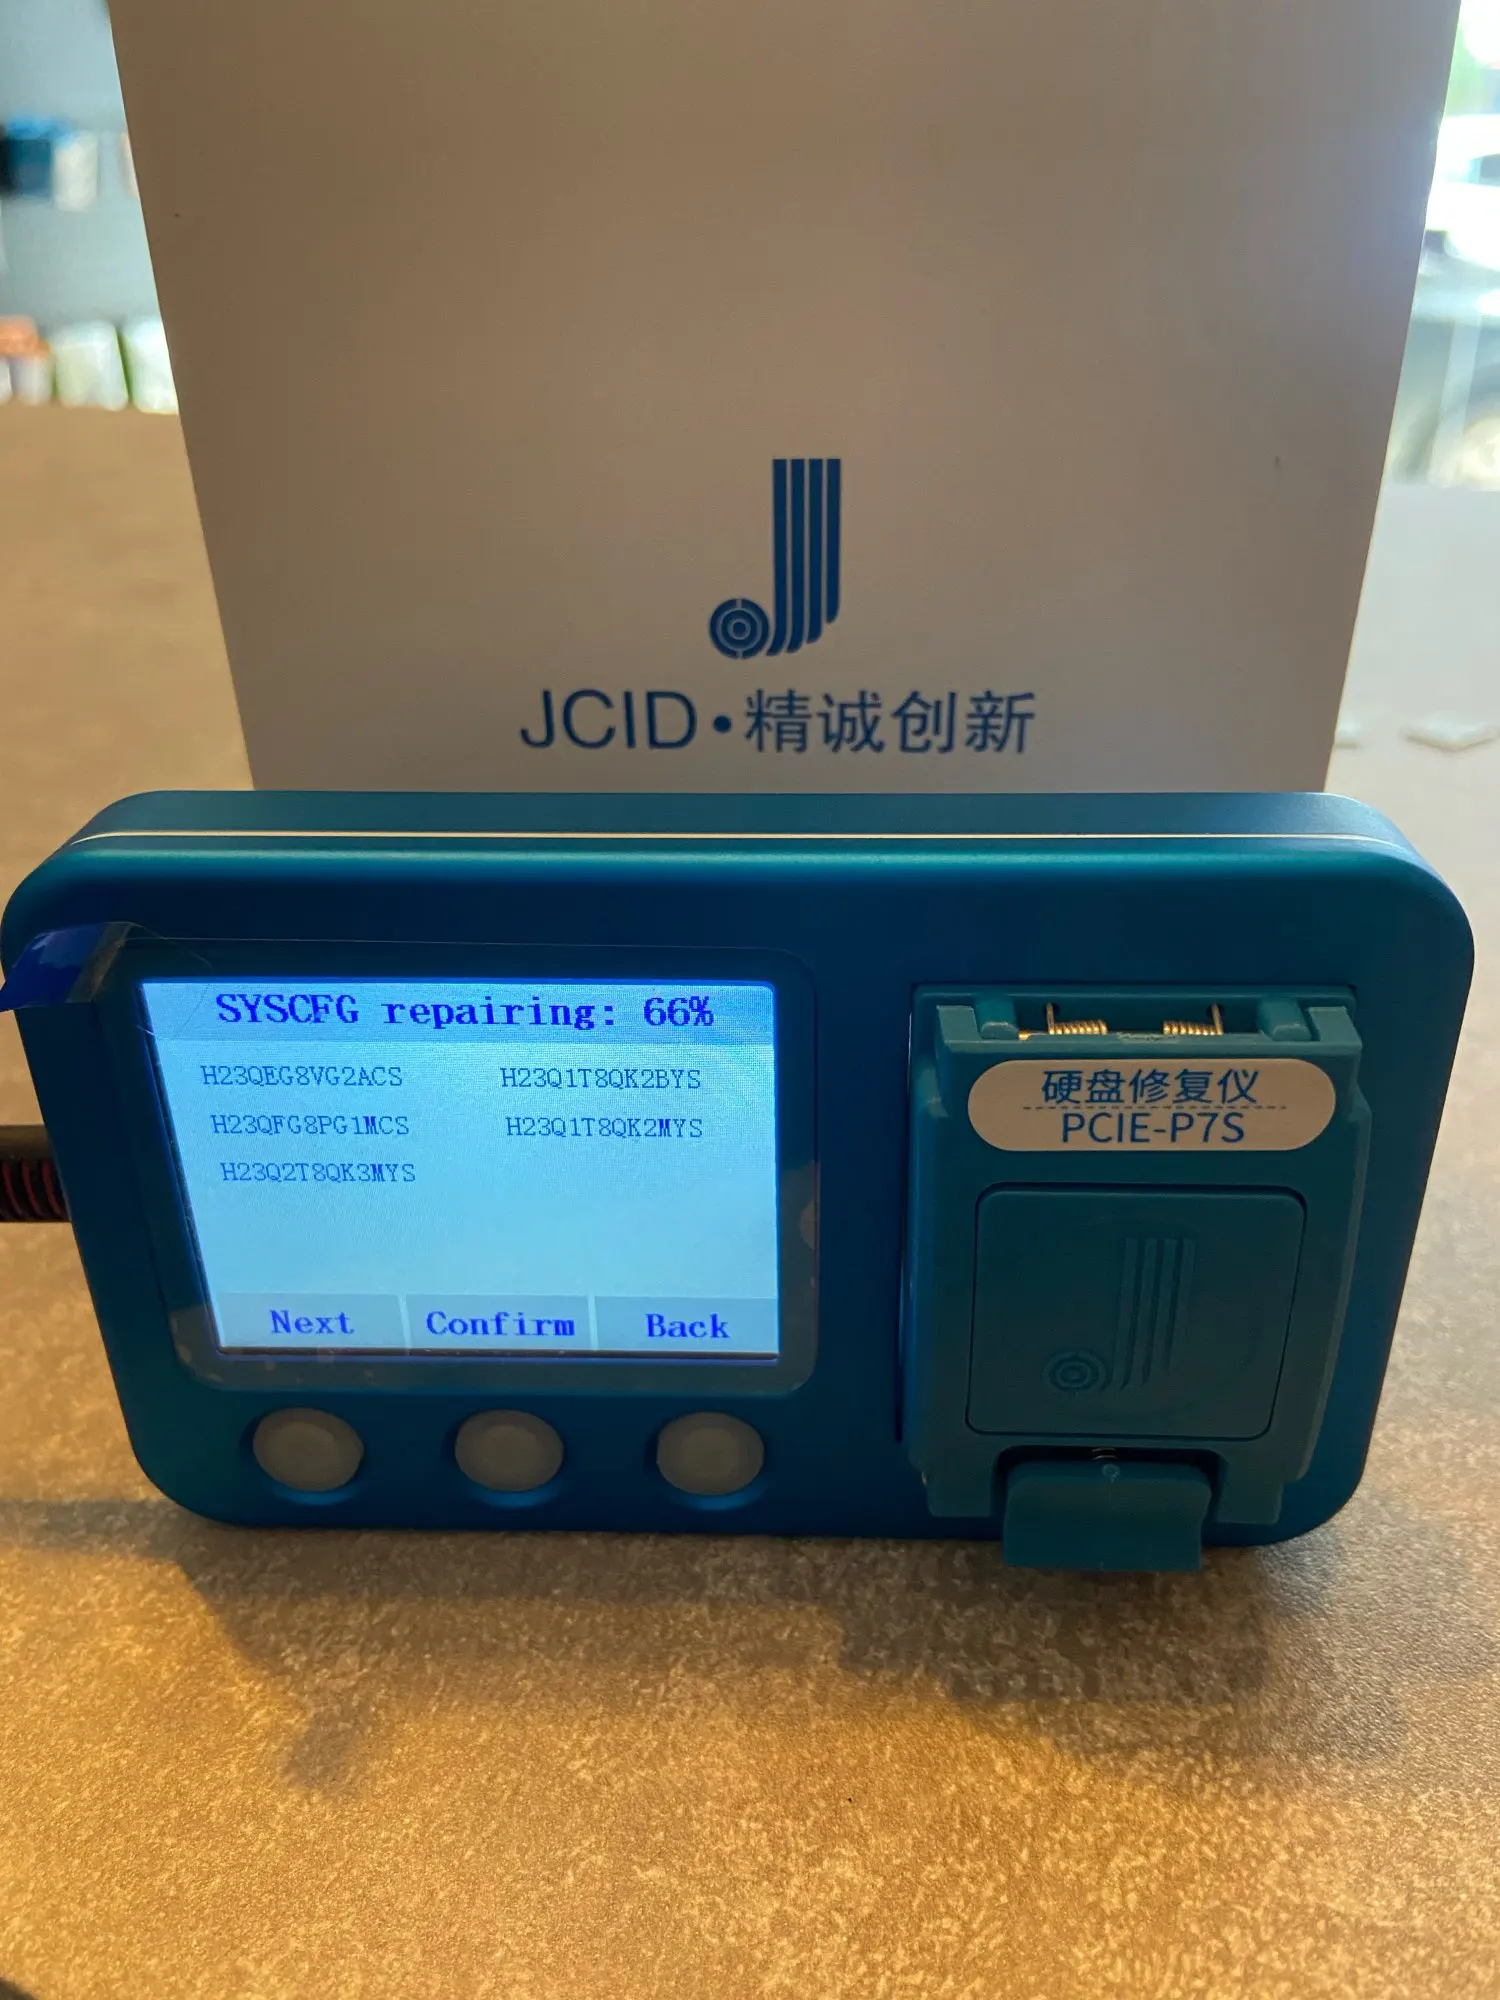 JCID·精诚创新
SYSCFG repairing: 66%
H23QEG8VG2ACS H23Q1T8QK2BYS
H23QFG8PG1MCS H23Q1T8QK2MYS
H23Q2T8QK3MYS
Next Confirm Back
硬盘修复仪
PCIE-P7S